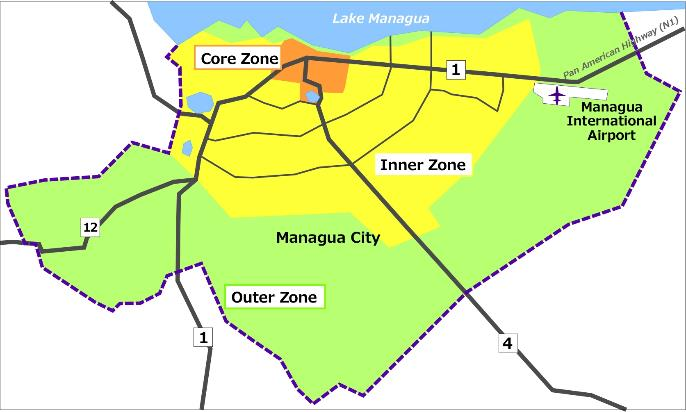 Lake Managua
Core Zone
1
Pan American Highway (N1)
Managua
International
Airport
Inner Zone
12
Managua City
Outer Zone
1
4